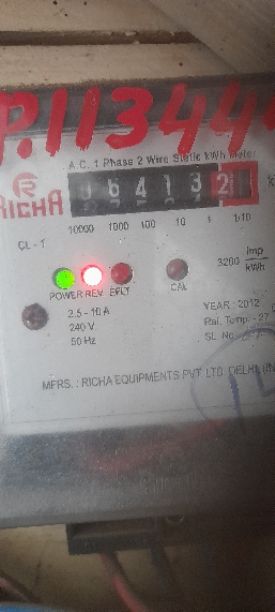 P.11344
A.C. 1 Phase 2 Wire Static kWh Meter
R
RICHA
0 6 4 1 3 2
10000 1000 100 10 1 1/10
CL - 1
3200 Imp/kWh
POWER REV EPLY CAL
2.5 - 10 A
240 V
50 Hz
YEAR : 2012
Ref. Temp. - 27
SL No.
MFRS. : RICHA EQUIPMENTS PVT. LTD. DELHI